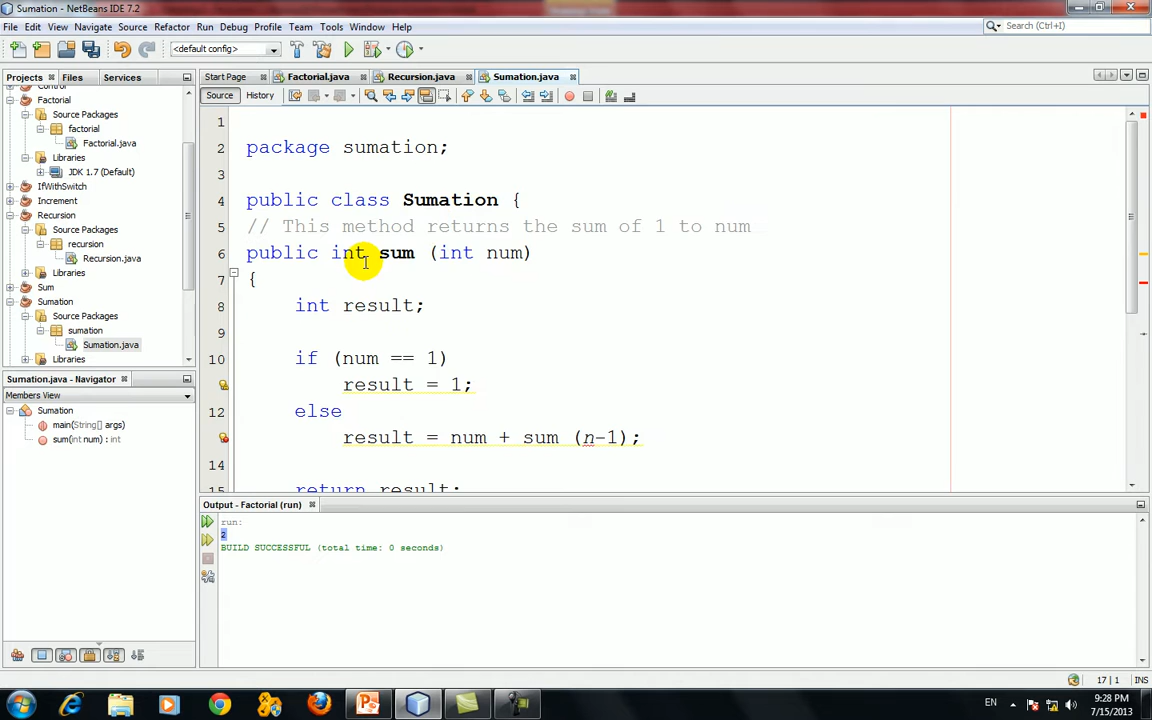 Sumation - NetBeans IDE 7.2
File Edit View Navigate Source Refactor Run Debug Profile Team Tools Window Help
Search (Ctrl+I)
<default config>
Projects Files Services
Start Page Factorial.java Recursion.java Sumation.java
Source History
Control
Factorial
Source Packages
factorial
Factorial.java
Libraries
JDK 1.7 (Default)
IfWithSwitch
Increment
Recursion
Source Packages
recursion
Recursion.java
Libraries
Sum
Sumation
Source Packages
sumation
Sumation.java
Libraries
1
2 package sumation;
3
4 public class Sumation {
5 // This method returns the sum of 1 to num
6 public int sum (int num)
7 {
8 int result;
9
10 if (num == 1)
result = 1;
12 else
result = num + sum (n-1);
14
15 return result;
Sumation.java - Navigator
Members View
Sumation
main(String[] args)
sum(int num) : int
Output - Factorial (run)
run:
2
BUILD SUCCESSFUL (total time: 0 seconds)
17 | 1 INS
EN
9:28 PM
7/15/2013